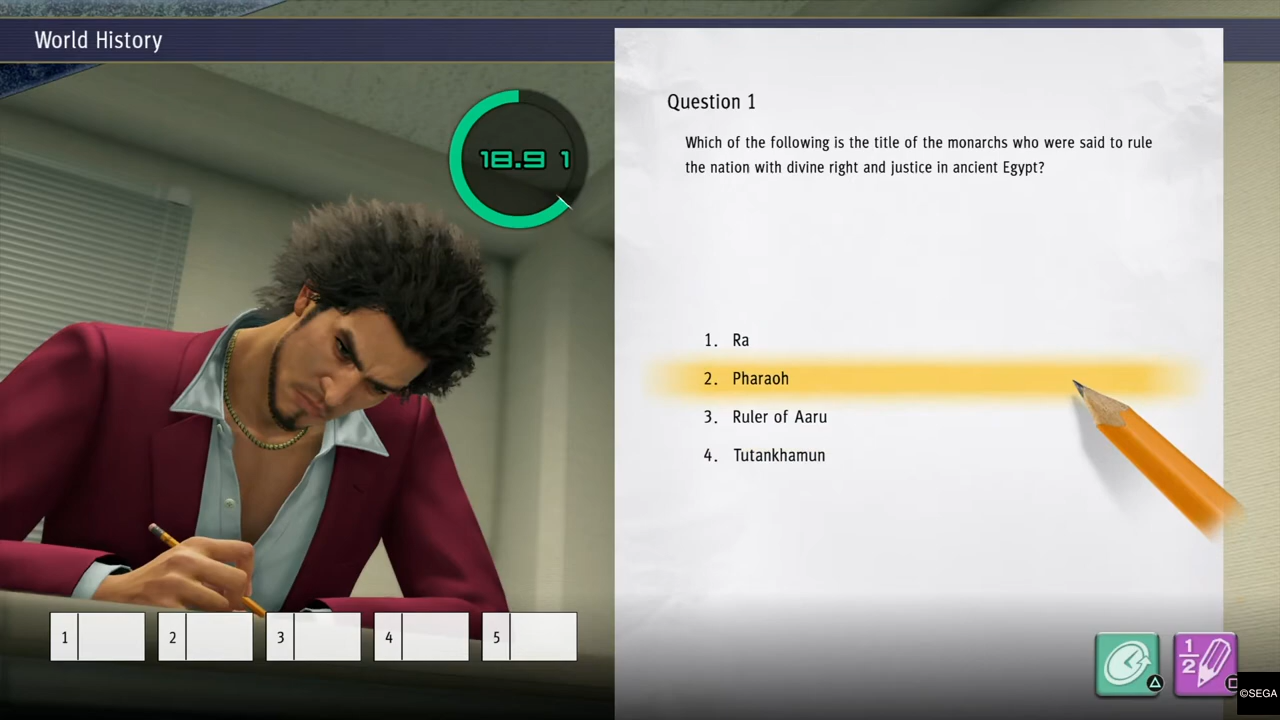 World History
18.91
Question 1
Which of the following is the title of the monarchs who were said to rule
the nation with divine right and justice in ancient Egypt?
1. Ra
2. Pharaoh
3. Ruler of Aaru
4. Tutankhamun
1
2
3
4
5
1/2
©SEGA